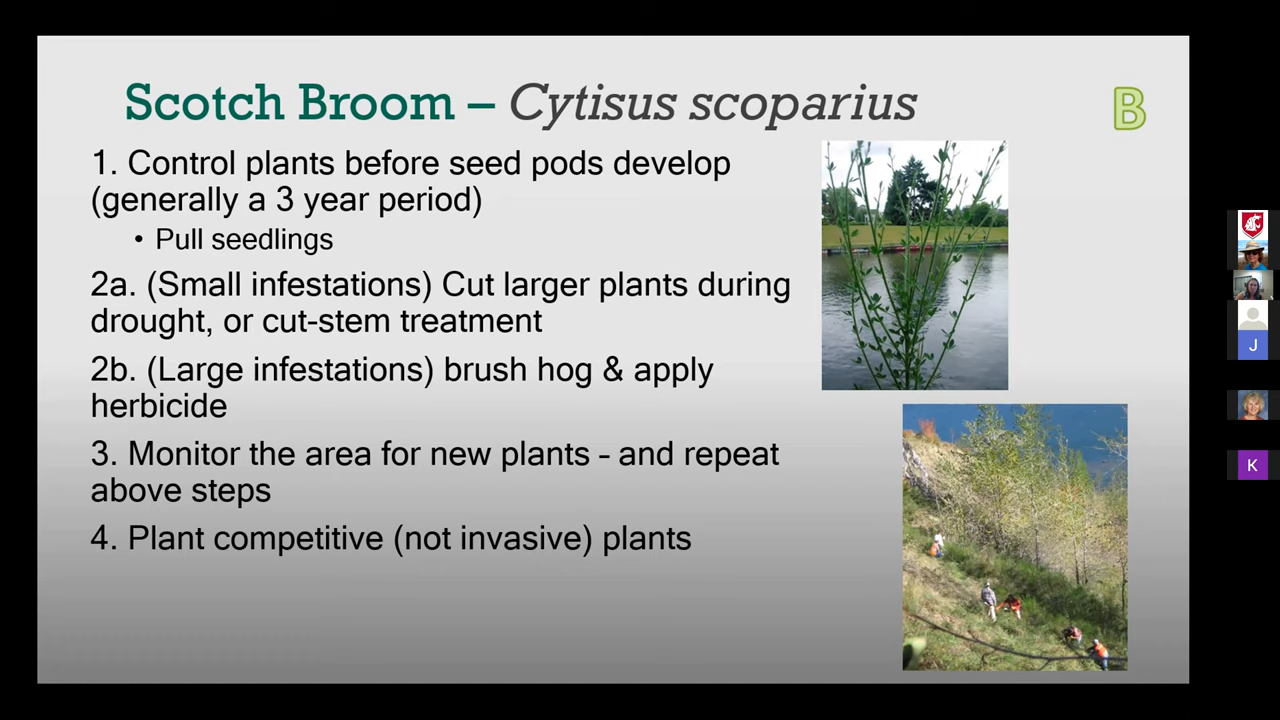 Scotch Broom – Cytisus scoparius
B
1. Control plants before seed pods develop
(generally a 3 year period)
• Pull seedlings
2a. (Small infestations) Cut larger plants during
drought, or cut-stem treatment
2b. (Large infestations) brush hog & apply
herbicide
3. Monitor the area for new plants - and repeat
above steps
4. Plant competitive (not invasive) plants
J
K